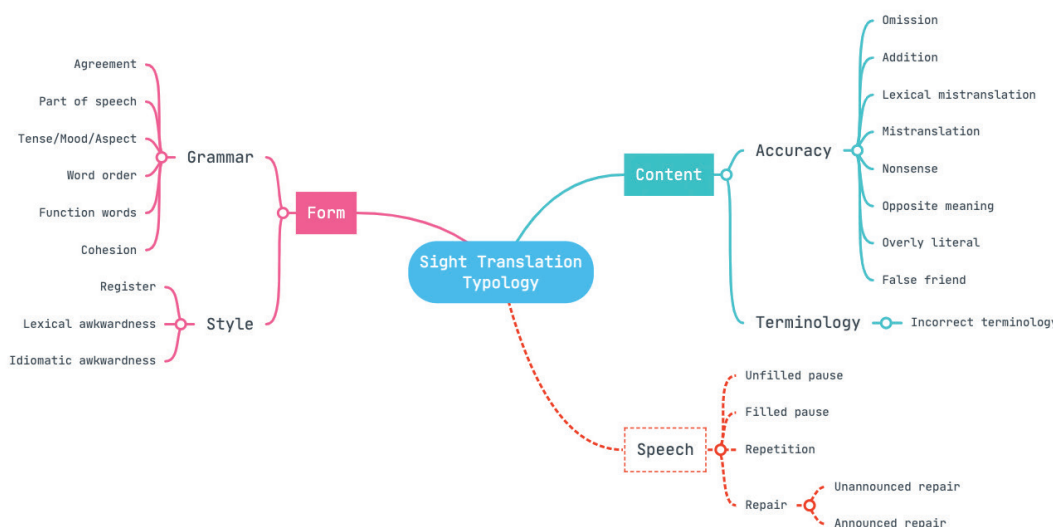 Sight Translation
Typology
Form
Grammar
Agreement
Part of speech
Tense/Mood/Aspect
Word order
Function words
Cohesion
Style
Register
Lexical awkwardness
Idiomatic awkwardness
Content
Accuracy
Omission
Addition
Lexical mistranslation
Mistranslation
Nonsense
Opposite meaning
Overly literal
False friend
Terminology
Incorrect terminology
Speech
Unfilled pause
Filled pause
Repetition
Repair
Unannounced repair
Announced repair